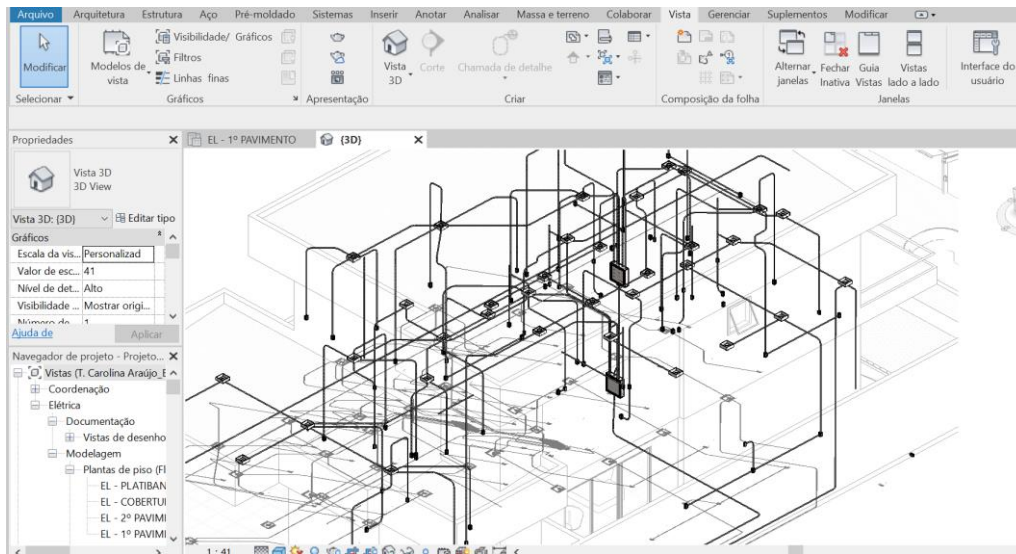 Arquivo Arquitetura Estrutura Aço Pré-moldado Sistemas Inserir Anotar Analisar Massa e terreno Colaborar Vista Gerenciar Suplementos Modificar
Modificar
Modelos de vista
Visibilidade/ Gráficos
Filtros
Linhas finas
Vista 3D
Corte
Chamada de detalhe
Alternar janelas
Fechar Inativa
Guia Vistas
Vistas lado a lado
Interface do usuário
Selecionar Gráficos Apresentação Criar Composição da folha Janelas
Propriedades
EL - 1º PAVIMENTO {3D}
Vista 3D
3D View
Vista 3D: {3D} Editar tipo
Gráficos
Escala da vis... Personalizad
Valor de esc... 41
Nível de det... Alto
Visibilidade ... Mostrar origi...
Número de 1
Ajuda de Aplicar
Navegador de projeto - Projeto...
Vistas (T. Carolina Araújo_E
Coordenação
Elétrica
Documentação
Vistas de desenho
Modelagem
Plantas de piso (Fl
EL - PLATIBAN
EL - COBERTUI
EL - 2º PAVIMI
EL - 1º PAVIMI
1 : 41